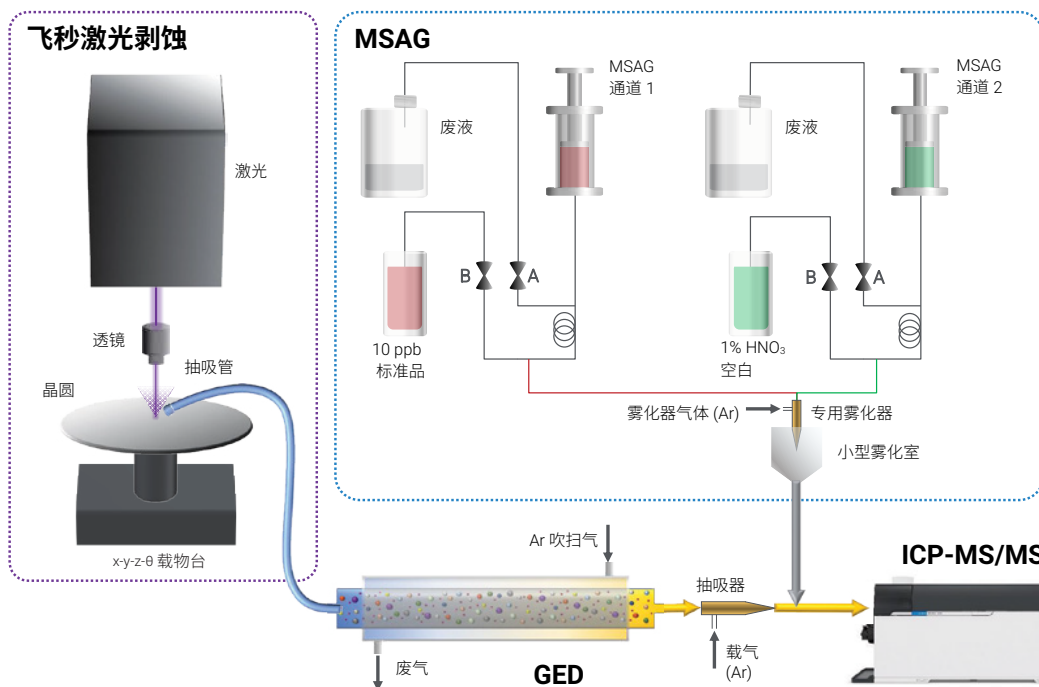 飞秒激光剥蚀
激光
透镜
抽吸管
晶圆
x-y-z-θ 载物台
MSAG
废液
MSAG
通道 1
B
A
10 ppb
标准品
废液
MSAG
通道 2
B
A
1% HNO₃
空白
雾化器气体 (Ar)
专用雾化器
小型雾化室
Ar 吹扫气
废气
GED
抽吸器
载气
(Ar)
ICP-MS/MS